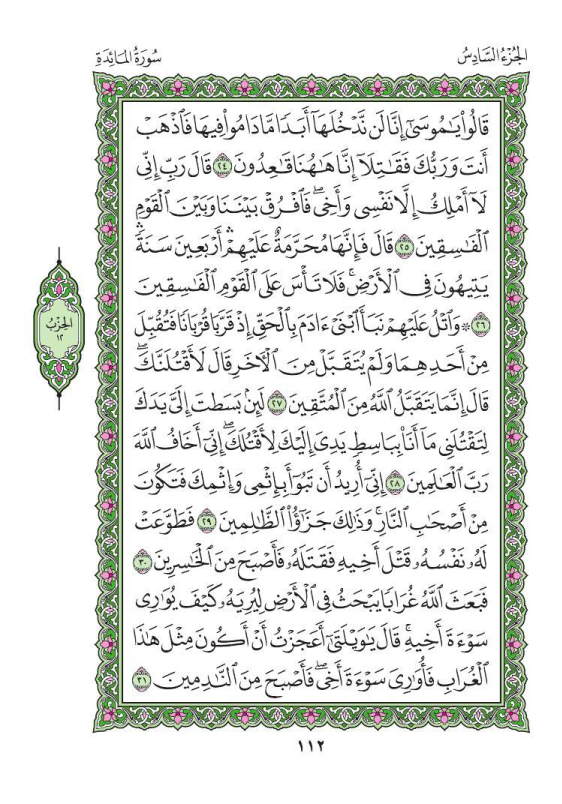 الجُزْءُ السَّادِسُ
سُورَةُ المَائِدَةِ
قَالُوا۟ يَـٰمُوسَىٰٓ إِنَّا لَن نَّدْخُلَهَآ أَبَدًا مَّا دَامُوا۟ فِيهَا فَٱذْهَبْ
أَنتَ وَرَبُّكَ فَقَـٰتِلَآ إِنَّا هَـٰهُنَا قَـٰعِدُونَ ٢٤ قَالَ رَبِّ إِنِّى
لَآ أَمْلِكُ إِلَّا نَفْسِى وَأَخِى ۖ فَٱفْرُقْ بَيْنَنَا وَبَيْنَ ٱلْقَوْمِ
ٱلْفَـٰسِقِينَ ٢٥ قَالَ فَإِنَّهَا مُحَرَّمَةٌ عَلَيْهِمْ ۛ أَرْبَعِينَ سَنَةً ۛ
يَتِيهُونَ فِى ٱلْأَرْضِ ۚ فَلَا تَأْسَ عَلَى ٱلْقَوْمِ ٱلْفَـٰسِقِينَ
٢٦ ۞ وَٱتْلُ عَلَيْهِمْ نَبَأَ ٱبْنَىْ ءَادَمَ بِٱلْحَقِّ إِذْ قَرَّبَا قُرْبَانًا فَتُقُبِّلَ
مِنْ أَحَدِهِمَا وَلَمْ يُتَقَبَّلْ مِنَ ٱلْـَٔاخَرِ قَالَ لَأَقْتُلَنَّكَ ۖ
قَالَ إِنَّمَا يَتَقَبَّلُ ٱللَّهُ مِنَ ٱلْمُتَّقِينَ ٢٧ لَئِنۢ بَسَطتَ إِلَىَّ يَدَكَ
لِتَقْتُلَنِى مَآ أَنَا۠ بِبَاسِطٍ يَدِىَ إِلَيْكَ لِأَقْتُلَكَ ۖ إِنِّىٓ أَخَافُ ٱللَّهَ
رَبَّ ٱلْعَـٰلَمِينَ ٢٨ إِنِّىٓ أُرِيدُ أَن تَبُوٓأَ بِإِثْمِى وَإِثْمِكَ فَتَكُونَ
مِنْ أَصْحَـٰبِ ٱلنَّارِ ۚ وَذَٰلِكَ جَزَٰٓؤُا۟ ٱلظَّـٰلِمِينَ ٢٩ فَطَوَّعَتْ
لَهُۥ نَفْسُهُۥ قَتْلَ أَخِيهِ فَقَتَلَهُۥ فَأَصْبَحَ مِنَ ٱلْخَـٰسِرِينَ ٣٠
فَبَعَثَ ٱللَّهُ غُرَابًا يَبْحَثُ فِى ٱلْأَرْضِ لِيُرِيَهُۥ كَيْفَ يُوَٰرِى
سَوْءَةَ أَخِيهِ ۚ قَالَ يَـٰوَيْلَتَىٰٓ أَعَجَزْتُ أَنْ أَكُونَ مِثْلَ هَـٰذَا
ٱلْغُرَابِ فَأُوَٰرِىَ سَوْءَةَ أَخِى ۖ فَأَصْبَحَ مِنَ ٱلنَّـٰدِمِينَ ٣١
الحِزْبُ
١٢
١١٢